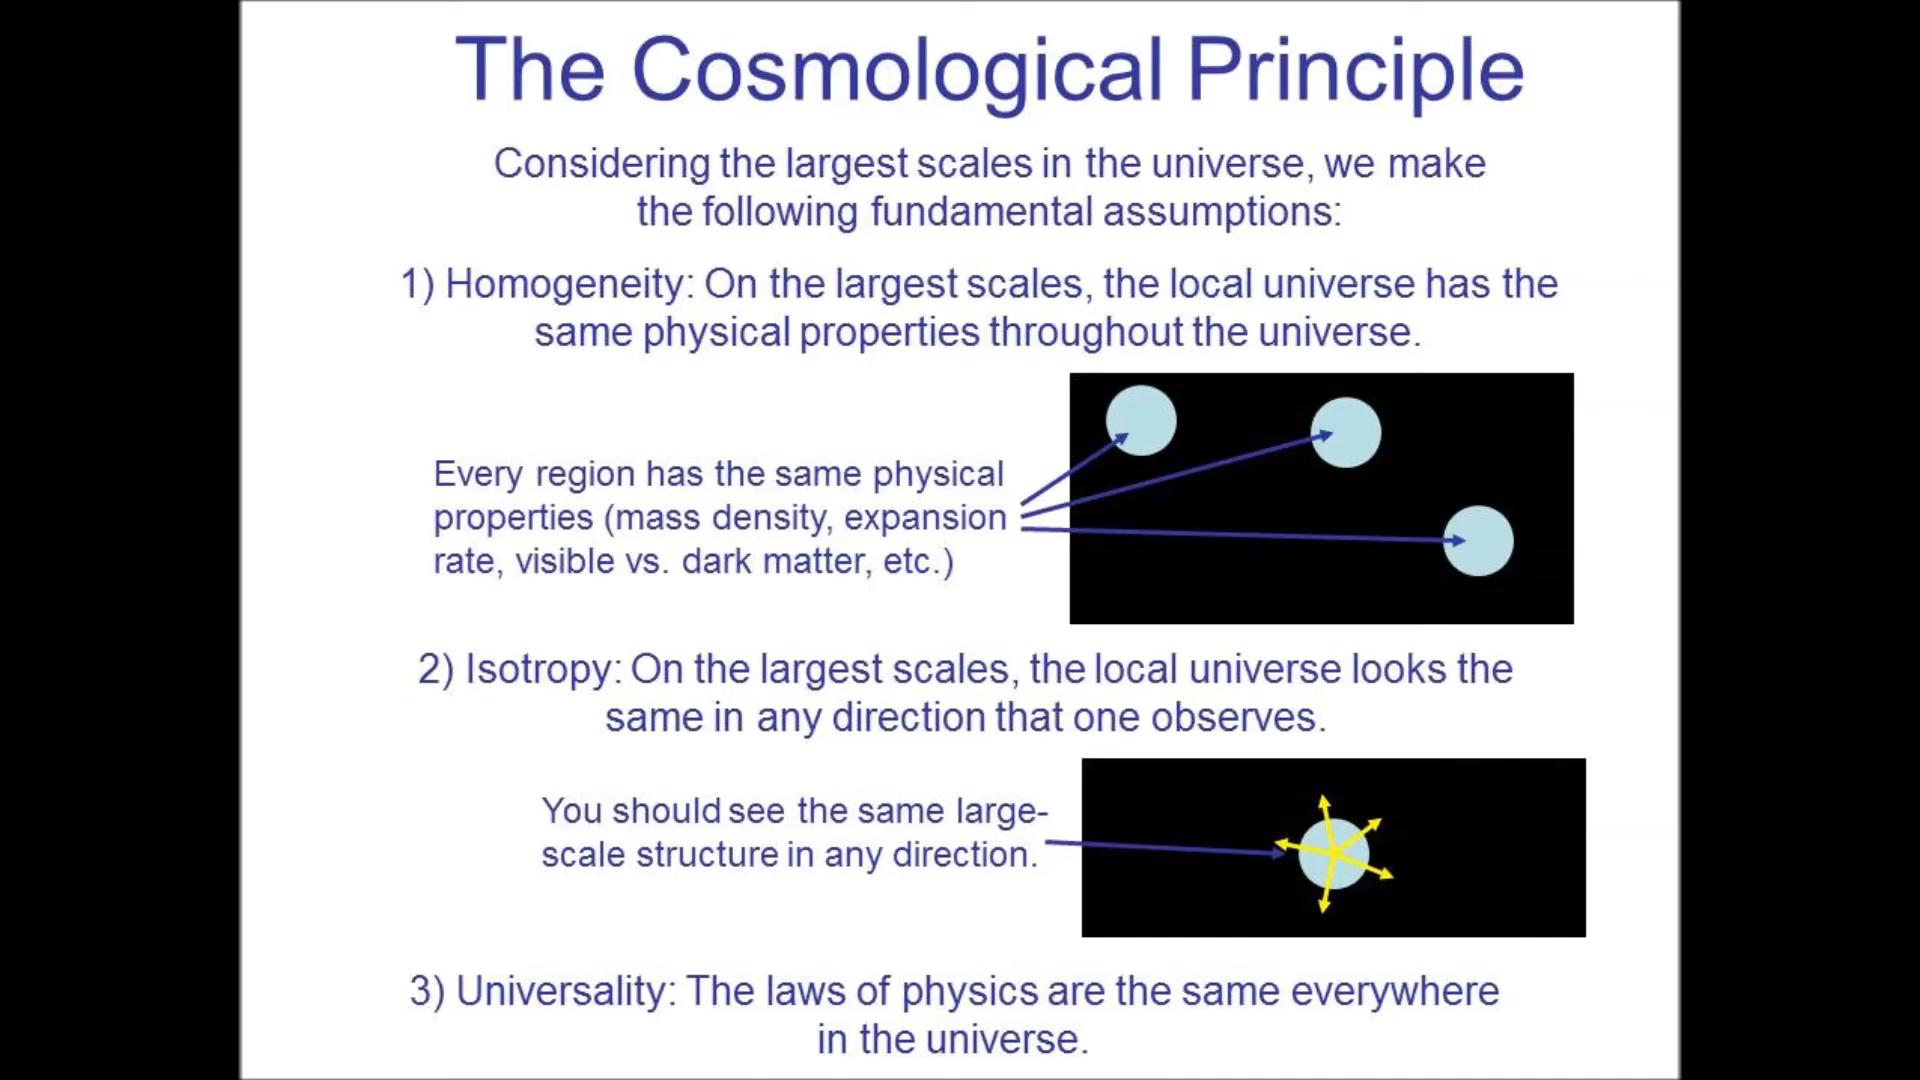 The Cosmological Principle
Considering the largest scales in the universe, we make
the following fundamental assumptions:
1) Homogeneity: On the largest scales, the local universe has the
same physical properties throughout the universe.
Every region has the same physical
properties (mass density, expansion
rate, visible vs. dark matter, etc.)
2) Isotropy: On the largest scales, the local universe looks the
same in any direction that one observes.
You should see the same large-
scale structure in any direction.
3) Universality: The laws of physics are the same everywhere
in the universe.